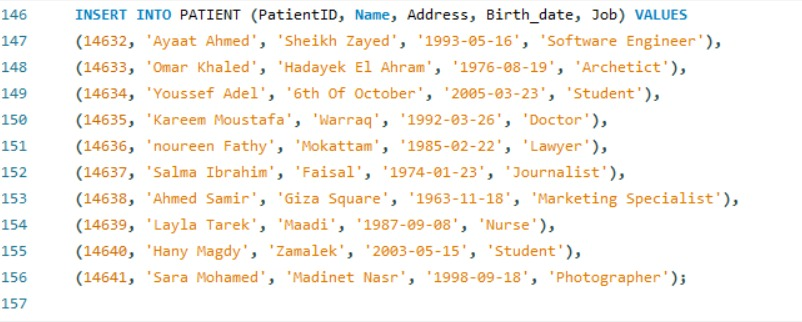 146 INSERT INTO PATIENT (PatientID, Name, Address, Birth_date, Job) VALUES
147 (14632, 'Ayaat Ahmed', 'Sheikh Zayed', '1993-05-16', 'Software Engineer'),
148 (14633, 'Omar Khaled', 'Hadayek El Ahram', '1976-08-19', 'Archetict'),
149 (14634, 'Youssef Adel', '6th Of October', '2005-03-23', 'Student'),
150 (14635, 'Kareem Moustafa', 'Warraq', '1992-03-26', 'Doctor'),
151 (14636, 'noureen Fathy', 'Mokattam', '1985-02-22', 'Lawyer'),
152 (14637, 'Salma Ibrahim', 'Faisal', '1974-01-23', 'Journalist'),
153 (14638, 'Ahmed Samir', 'Giza Square', '1963-11-18', 'Marketing Specialist'),
154 (14639, 'Layla Tarek', 'Maadi', '1987-09-08', 'Nurse'),
155 (14640, 'Hany Magdy', 'Zamalek', '2003-05-15', 'Student'),
156 (14641, 'Sara Mohamed', 'Madinet Nasr', '1998-09-18', 'Photographer');
157